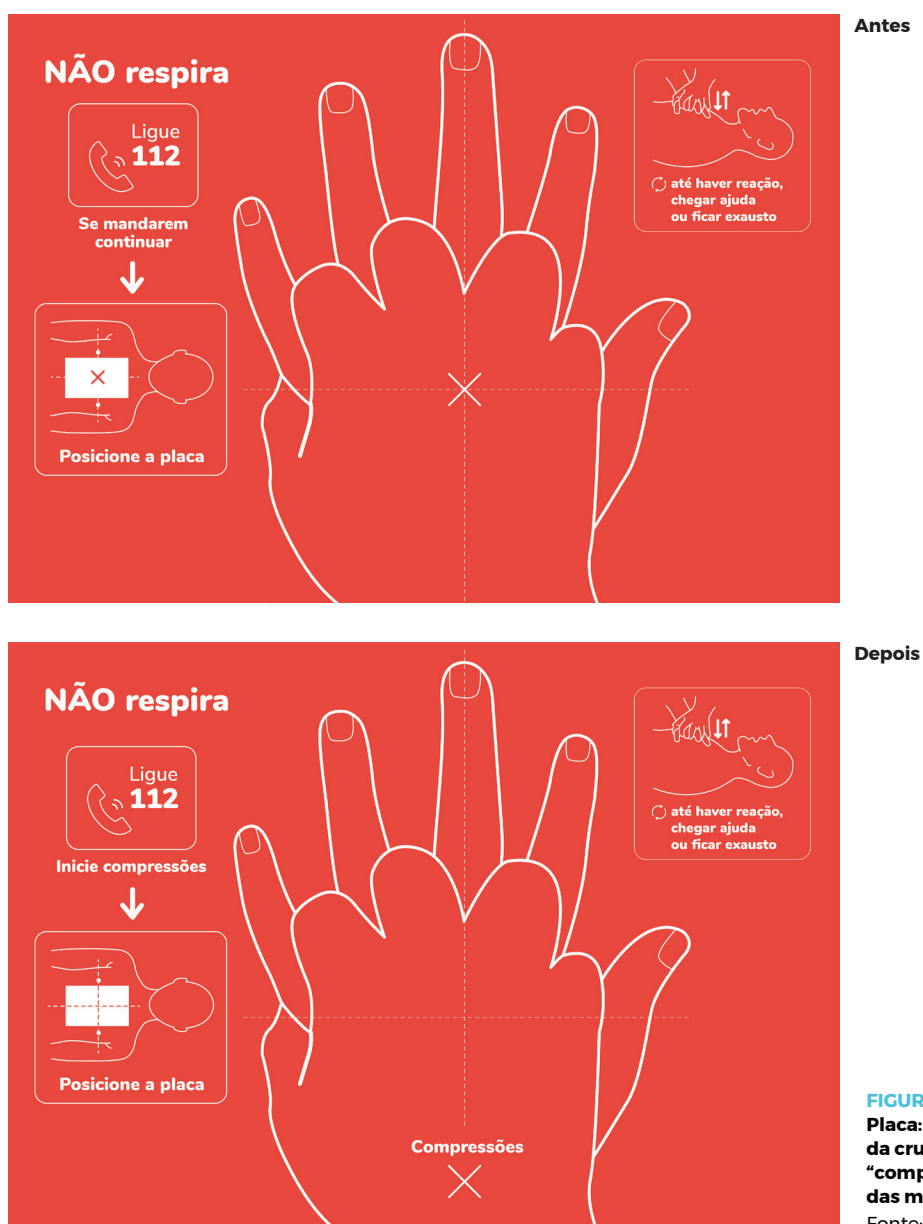 Antes
NÃO respira
Ligue
112
Se mandarem
continuar
Posicione a placa
até haver reação,
chegar ajuda
ou ficar exausto
Depois
NÃO respira
Ligue
112
Inicie compressões
Posicione a placa
até haver reação,
chegar ajuda
ou ficar exausto
Compressões
FIGUR
Placa:
da cru
“comp
das m
Fonte